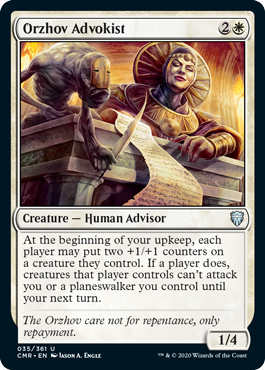 Orzhov Advokist 2
Creature — Human Advisor
At the beginning of your upkeep, each
player may put two +1/+1 counters on
a creature they control. If a player does,
creatures that player controls can't attack
you or a planeswalker you control until
your next turn.
The Orzhov care not for repentance, only
repayment.
1/4
035/361 U
CMR • EN Jason A. Engle
™ & © 2020 Wizards of the Coast